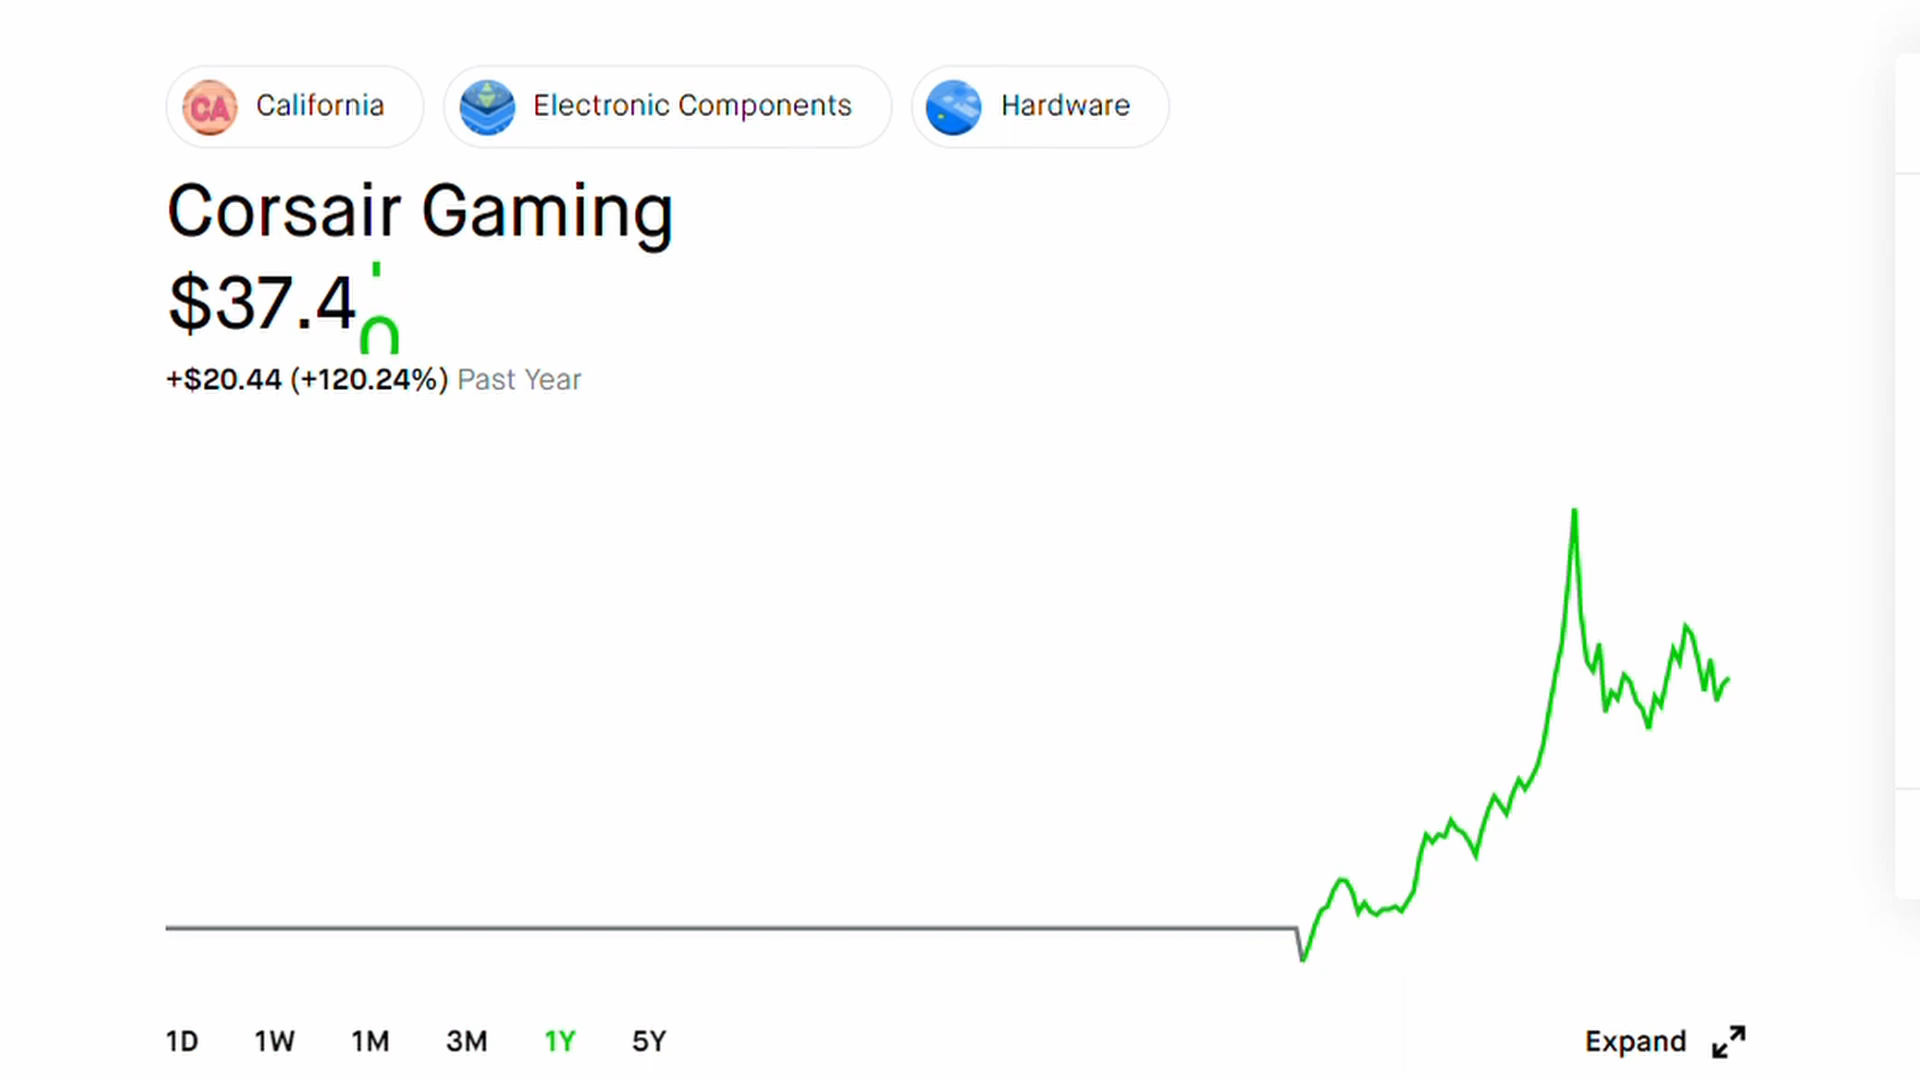 CA California Electronic Components Hardware
Corsair Gaming
$37.4
+$20.44 (+120.24%) Past Year
1D 1W 1M 3M 1Y 5Y Expand